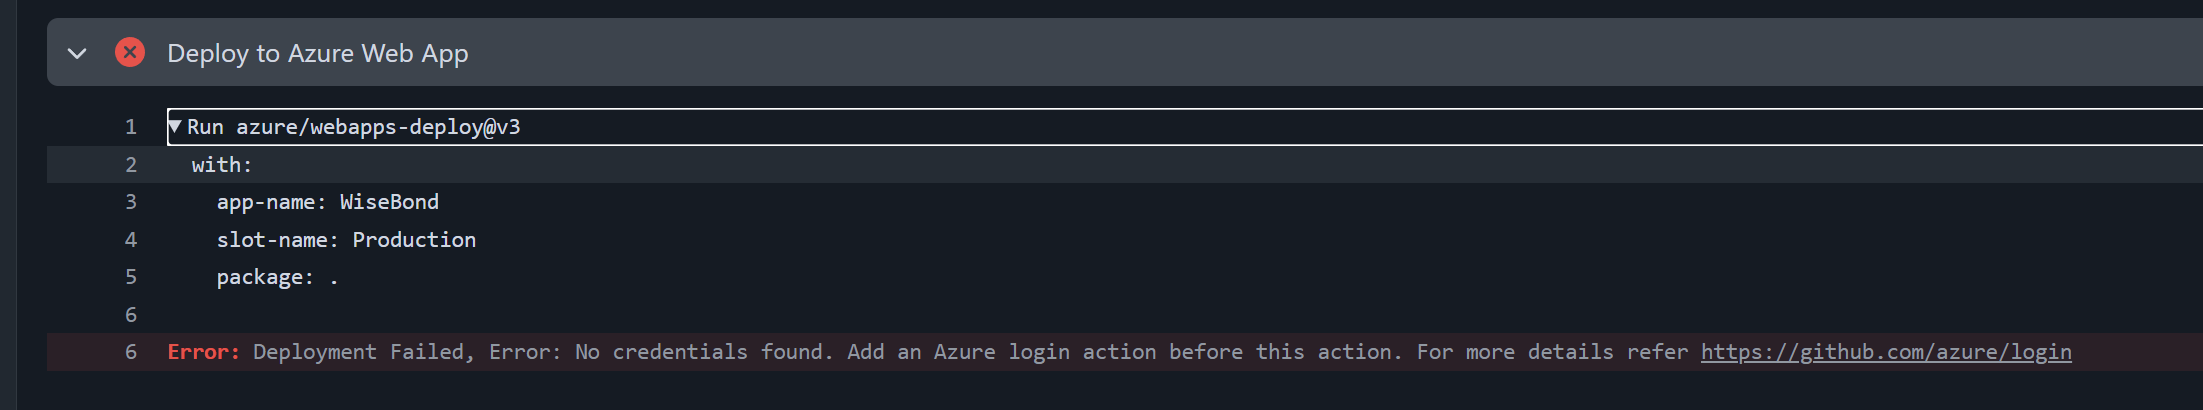 Deploy to Azure Web App
1 ▼Run azure/webapps-deploy@v3
2 with:
3 app-name: WiseBond
4 slot-name: Production
5 package: .
6
6 Error: Deployment Failed, Error: No credentials found. Add an Azure login action before this action. For more details refer https://github.com/azure/login